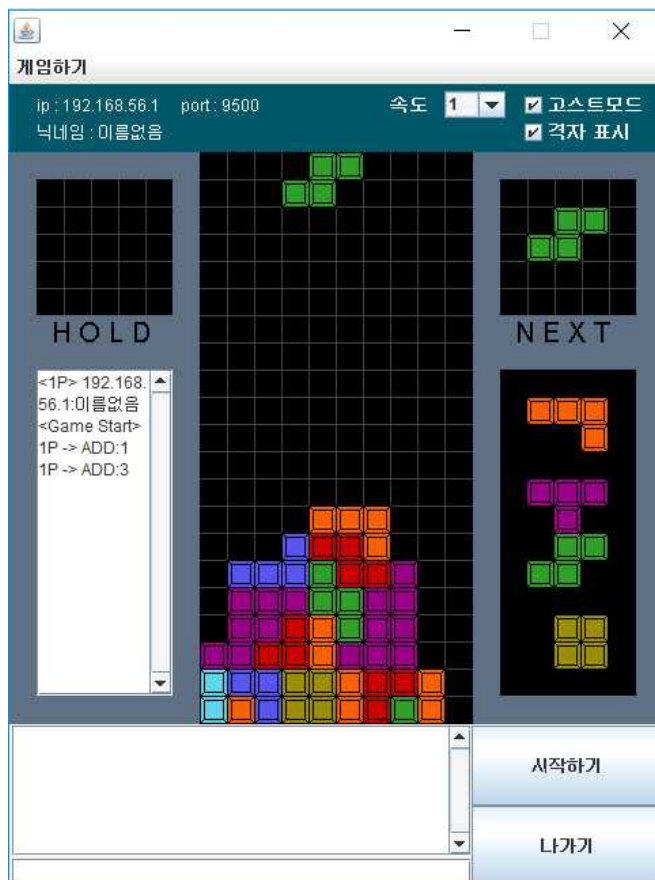 게임하기
ip : 192.168.56.1 port : 9500 속도 1 고스트모드
닉네임 : 이름없음 격자 표시
HOLD
NEXT
<1P> 192.168.
56.1:이름없음
<Game Start>
1P -> ADD:1
1P -> ADD:3
시작하기
나가기